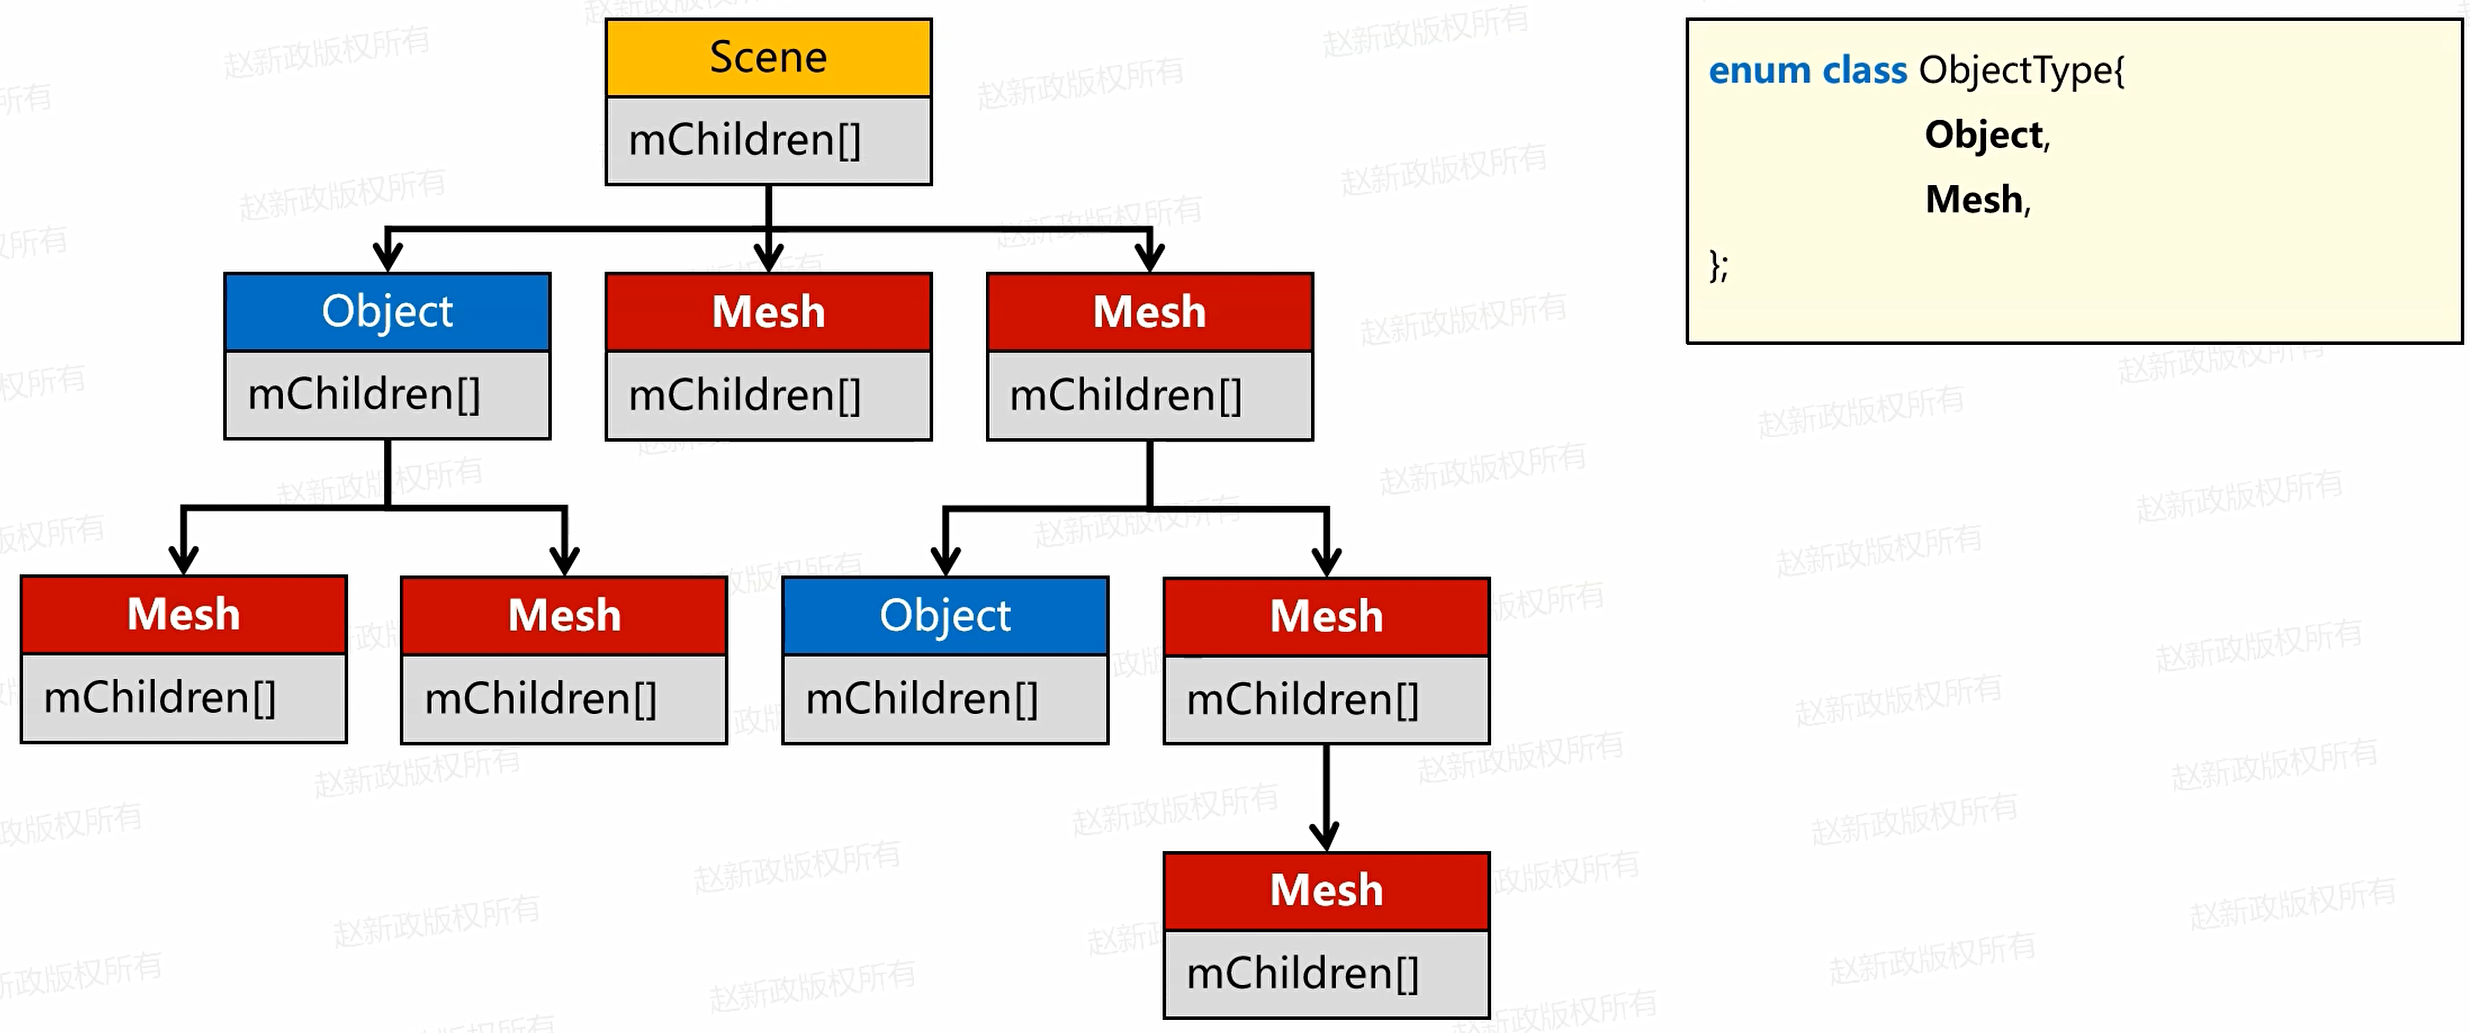 Scene
mChildren[]
Object
mChildren[]
Mesh
mChildren[]
Mesh
mChildren[]
Mesh
mChildren[]
Mesh
mChildren[]
Object
mChildren[]
Mesh
mChildren[]
Mesh
mChildren[]
enum class ObjectType{
Object,
Mesh,
};
赵新政版权所有